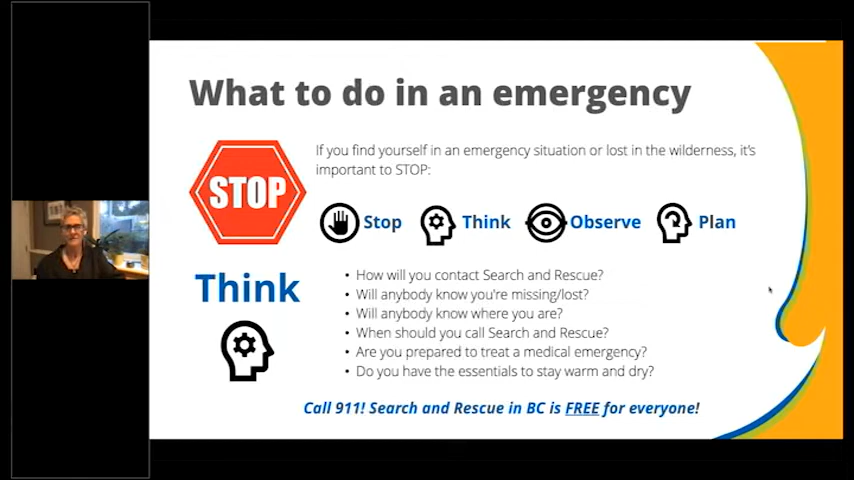 What to do in an emergency
If you find yourself in an emergency situation or lost in the wilderness, it's
important to STOP:
STOP
Stop Think Observe Plan
Think
• How will you contact Search and Rescue?
• Will anybody know you're missing/lost?
• Will anybody know where you are?
• When should you call Search and Rescue?
• Are you prepared to treat a medical emergency?
• Do you have the essentials to stay warm and dry?
Call 911! Search and Rescue in BC is FREE for everyone!